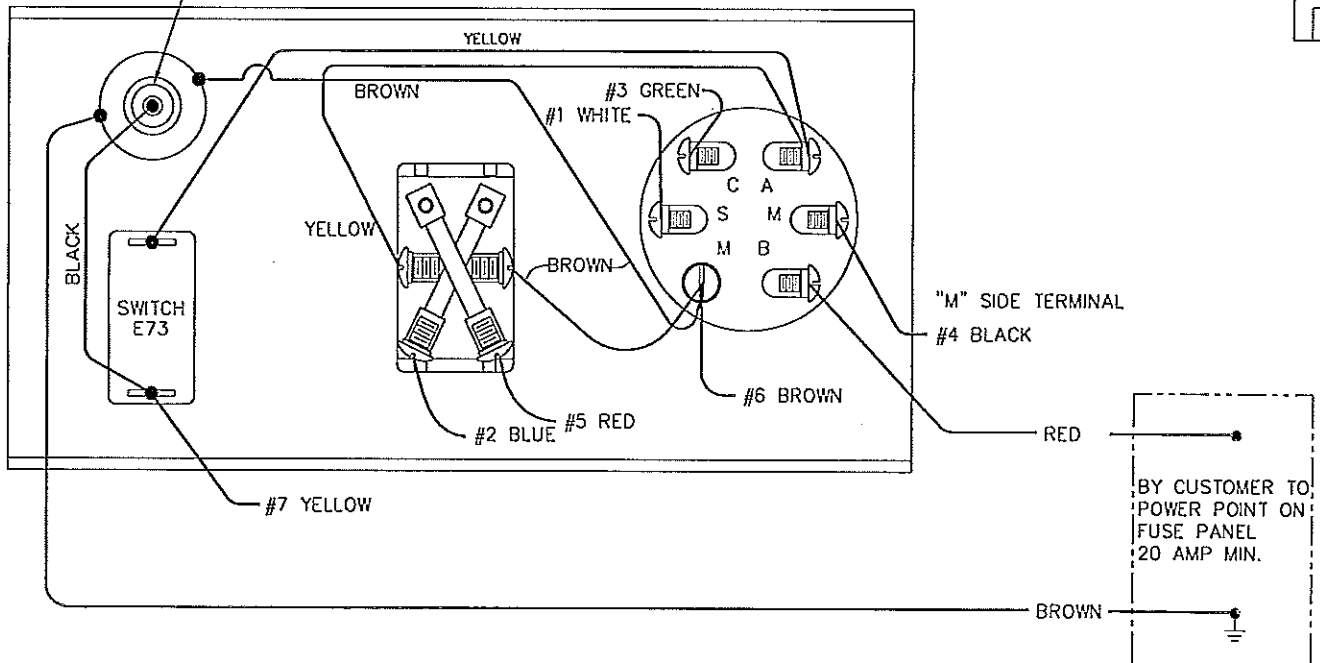 YELLOW
BROWN
#3 GREEN
#1 WHITE
C A
S M
M B
YELLOW
BROWN
BLACK
SWITCH
E73
"M" SIDE TERMINAL
#4 BLACK
#6 BROWN
#2 BLUE
#5 RED
RED
#7 YELLOW
BY CUSTOMER TO
POWER POINT ON
FUSE PANEL
20 AMP MIN.
BROWN